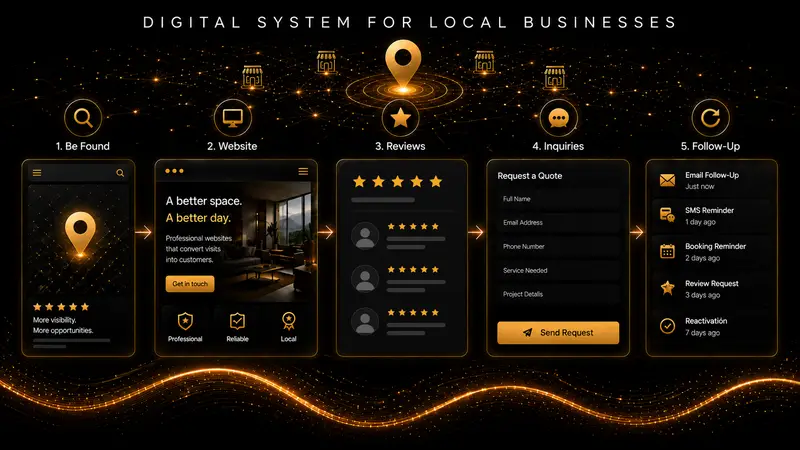 DIGITAL SYSTEM FOR LOCAL BUSINESSES
1. Be Found
2. Website
3. Reviews
4. Inquiries
5. Follow-Up
More visibility.
More opportunities.
A better space.
A better day.
Professional websites
that convert visits
into customers.
Get in touch
Professional
Reliable
Local
Request a Quote
Full Name
Email Address
Phone Number
Service Needed
Project Details
Send Request
Email Follow-Up
Just now
SMS Reminder
1 day ago
Booking Reminder
2 days ago
Review Request
3 days ago
Reactivatión
7 days ago